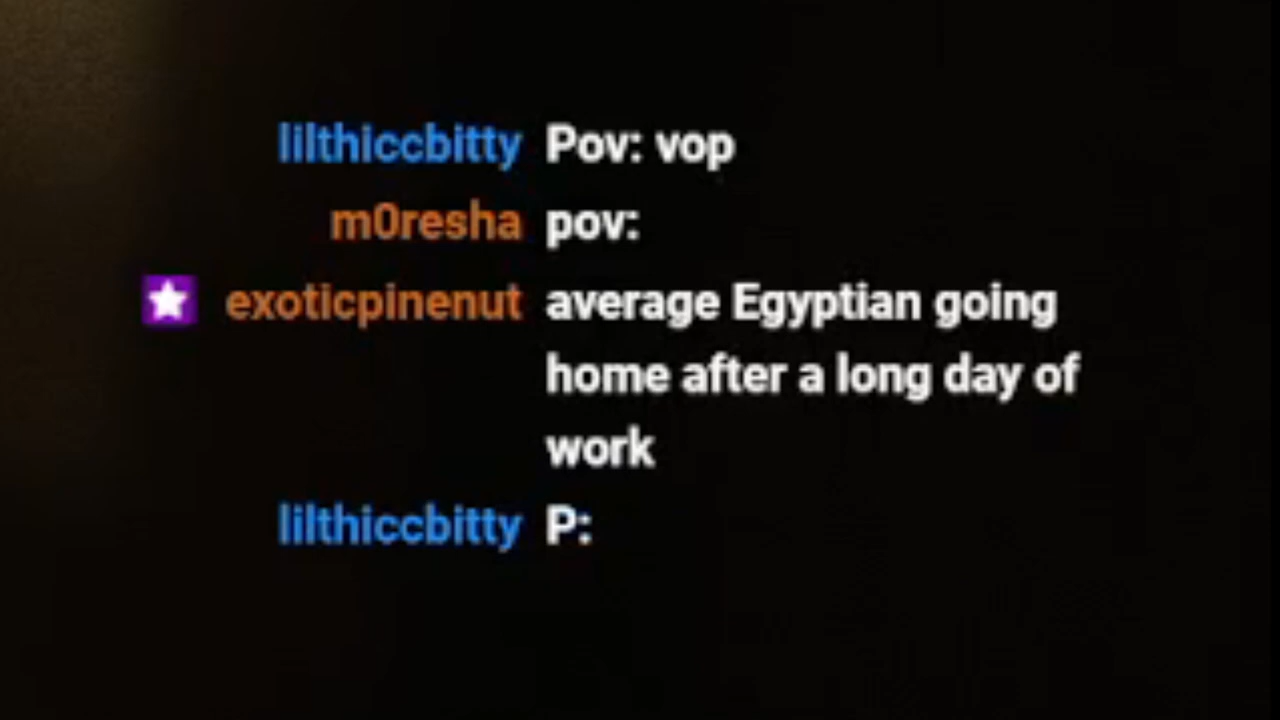 lilthiccbitty Pov: vop
m0resha pov:
exoticpinenut average Egyptian going
home after a long day of
work
lilthiccbitty P: